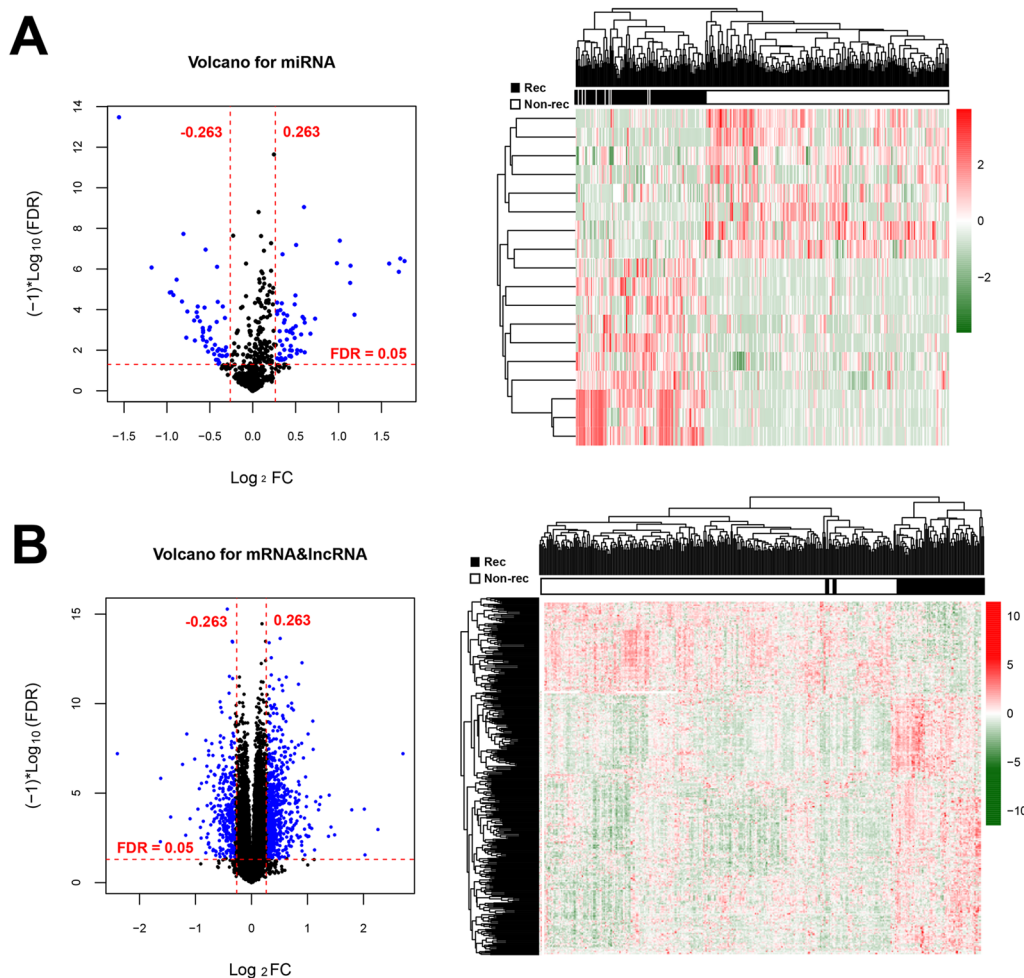 A
Volcano for miRNA
-0.263
0.263
FDR = 0.05
(−1)*Log10(FDR)
14
12
10
8
6
4
2
0
−1.5
−1.0
−0.5
0.0
0.5
1.0
1.5
Log 2 FC
Rec
Non-rec
2
0
−2
B
Volcano for mRNA&lncRNA
-0.263
0.263
FDR = 0.05
(−1)*Log10(FDR)
15
10
5
0
−2
−1
0
1
2
Log 2 FC
Rec
Non-rec
10
5
0
−5
−10